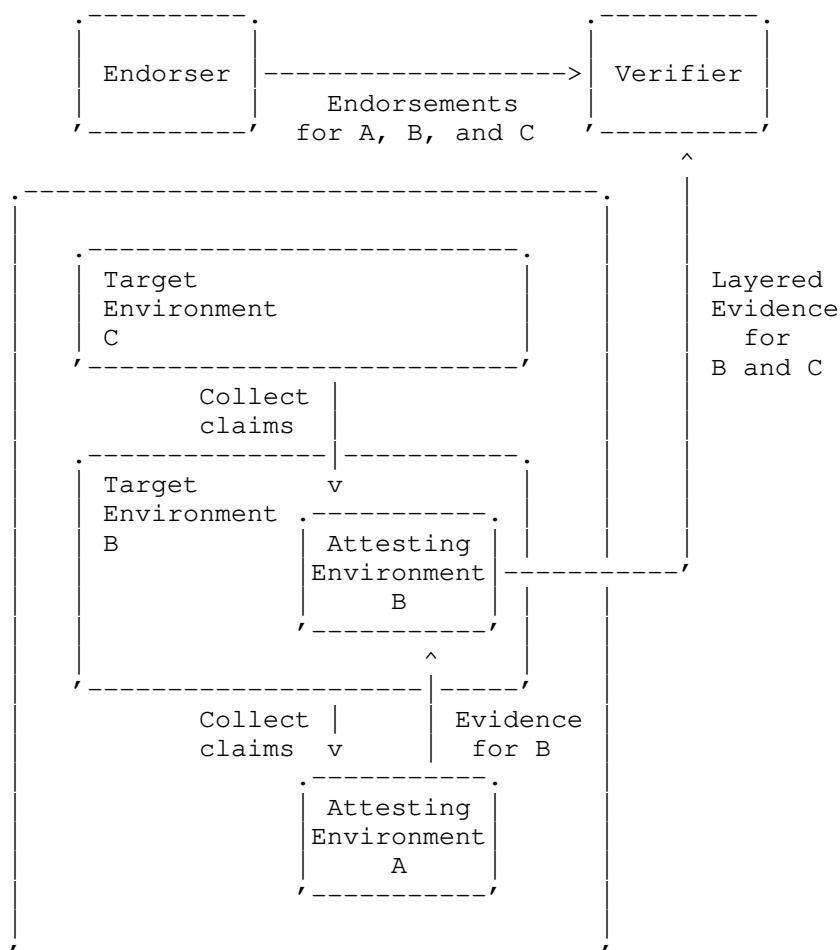 Endorser
Verifier
Endorsements
for A, B, and C
Target
Environment
C
Layered
Evidence
for
B and C
Collect
claims
Target
Environment
B
v
Attesting
Environment
B
Collect
claims
v
Evidence
for B
Attesting
Environment
A